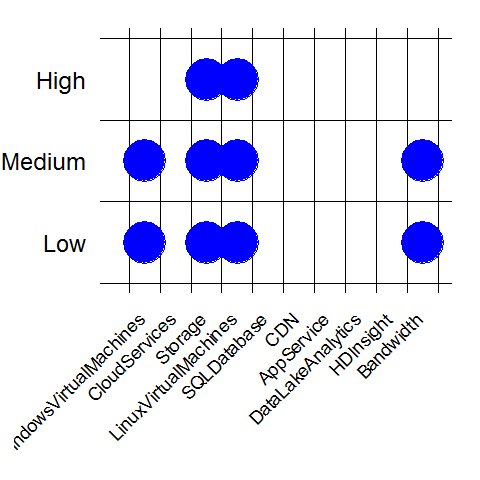 High
Medium
Low
ndowsVirtualMachines
CloudServices
Storage
LinuxVirtualMachines
SQLDatabase
CDN
AppService
DataLakeAnalytics
HDInsight
Bandwidth